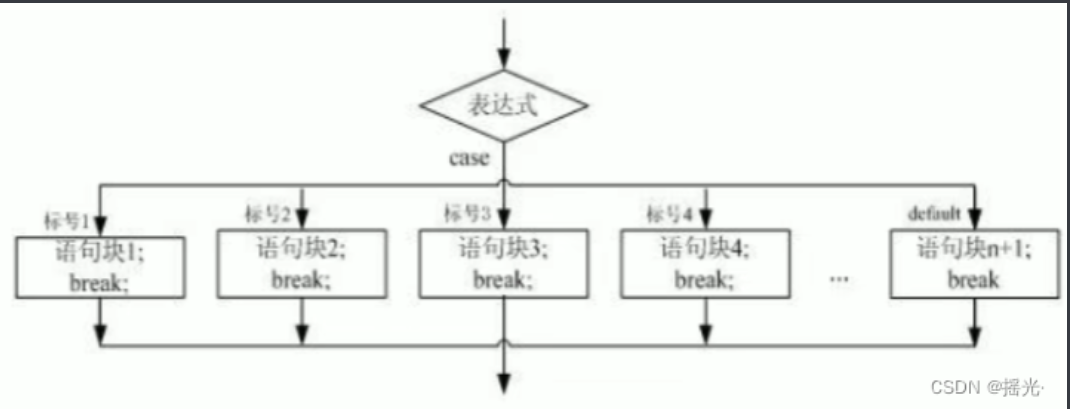 表达式
case
标号1
标号2
标号3
标号4
default
语句块1;
break;
语句块2;
break;
语句块3;
break;
语句块4;
break;
...
语句块n+1;
break
CSDN @摇光·